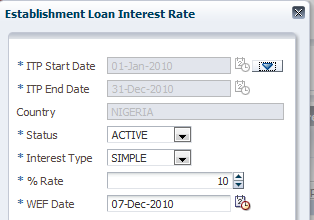 Establishment Loan Interest Rate
* ITP Start Date 01-Jan-2010
* ITP End Date 31-Dec-2010
Country NIGERIA
* Status ACTIVE
* Interest Type SIMPLE
* % Rate 10
* WEF Date 07-Dec-2010